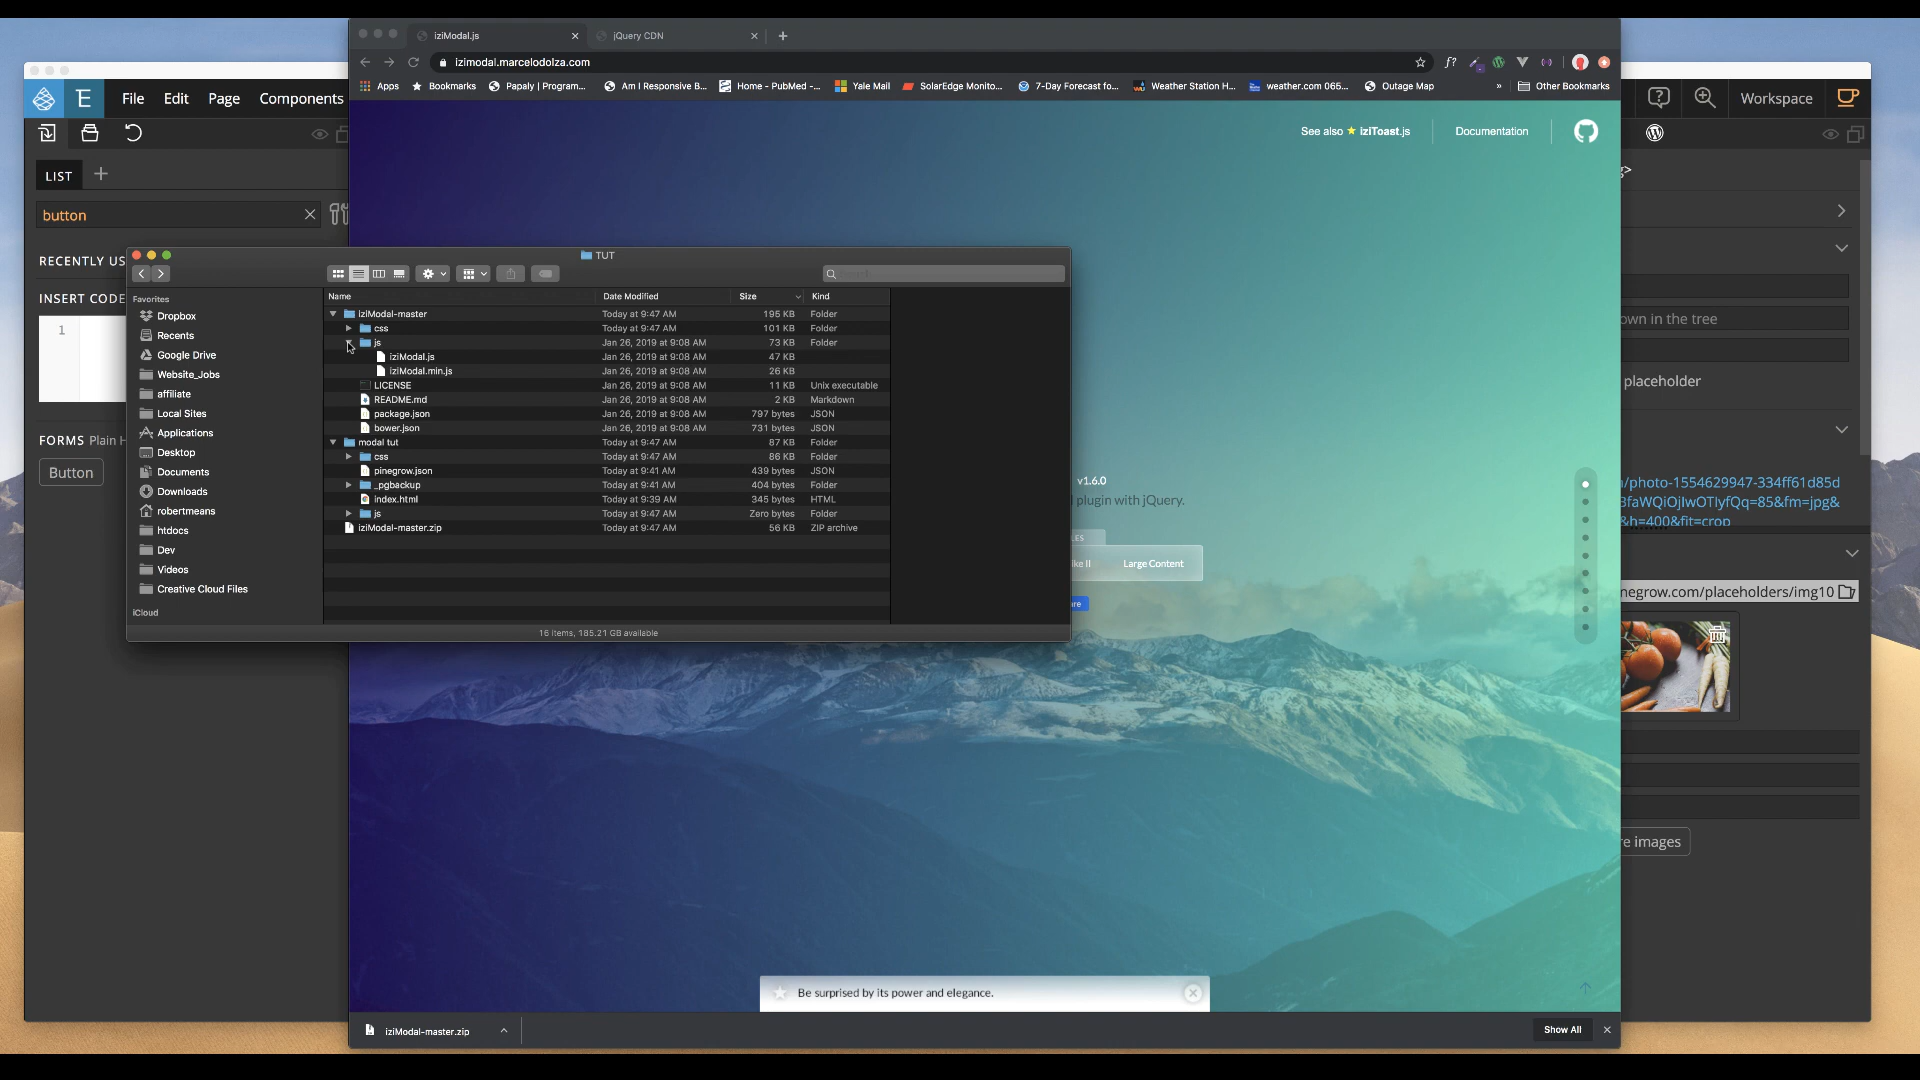 iziModal.js
jQuery CDN
izimodal.marcelodolza.com
f?
Apps
Bookmarks
Papaly | Program...
Am I Responsive B...
Home - PubMed -...
Yale Mail
SolarEdge Monito...
7-Day Forecast fo...
Weather Station H...
weather.com 065...
Outage Map
»
Other Bookmarks
File
Edit
Page
Components
Workspace
See also ★ iziToast.js
Documentation
LIST
button
RECENTLY US
INSERT CODE
1
FORMS Plain H
Button
TUT
Name
Date Modified
Size
Kind
Favorites
Dropbox
Recents
Google Drive
Website_Jobs
affiliate
Local Sites
Applications
Desktop
Documents
Downloads
robertmeans
htdocs
Dev
Videos
Creative Cloud Files
iCloud
iziModal-master Today at 9:47 AM 195 KB Folder
css Today at 9:47 AM 101 KB Folder
js Jan 26, 2019 at 9:08 AM 73 KB Folder
iziModal.js Jan 26, 2019 at 9:08 AM 47 KB
iziModal.min.js Jan 26, 2019 at 9:08 AM 26 KB
LICENSE Jan 26, 2019 at 9:08 AM 11 KB Unix executable
README.md Jan 26, 2019 at 9:08 AM 2 KB Markdown
package.json Jan 26, 2019 at 9:08 AM 797 bytes JSON
bower.json Jan 26, 2019 at 9:08 AM 731 bytes JSON
modal tut Today at 9:47 AM 87 KB Folder
css Today at 9:47 AM 86 KB Folder
pinegrow.json Today at 9:41 AM 439 bytes JSON
_pgbackup Today at 9:41 AM 404 bytes Folder
index.html Today at 9:39 AM 345 bytes HTML
js Today at 9:47 AM Zero bytes Folder
iziModal-master.zip Today at 9:47 AM 56 KB ZIP archive
16 items, 185.21 GB available
v1.6.0
plugin with jQuery.
LES
ike II
Large Content
are
own in the tree
placeholder
/photo-1554629947-334ff61d85d
3faWQiOjIwOTIyfQq=85&fm=jpg&
&h=400&fit=crop
negrow.com/placeholders/img10
re images
Be surprised by its power and elegance.
iziModal-master.zip
Show All